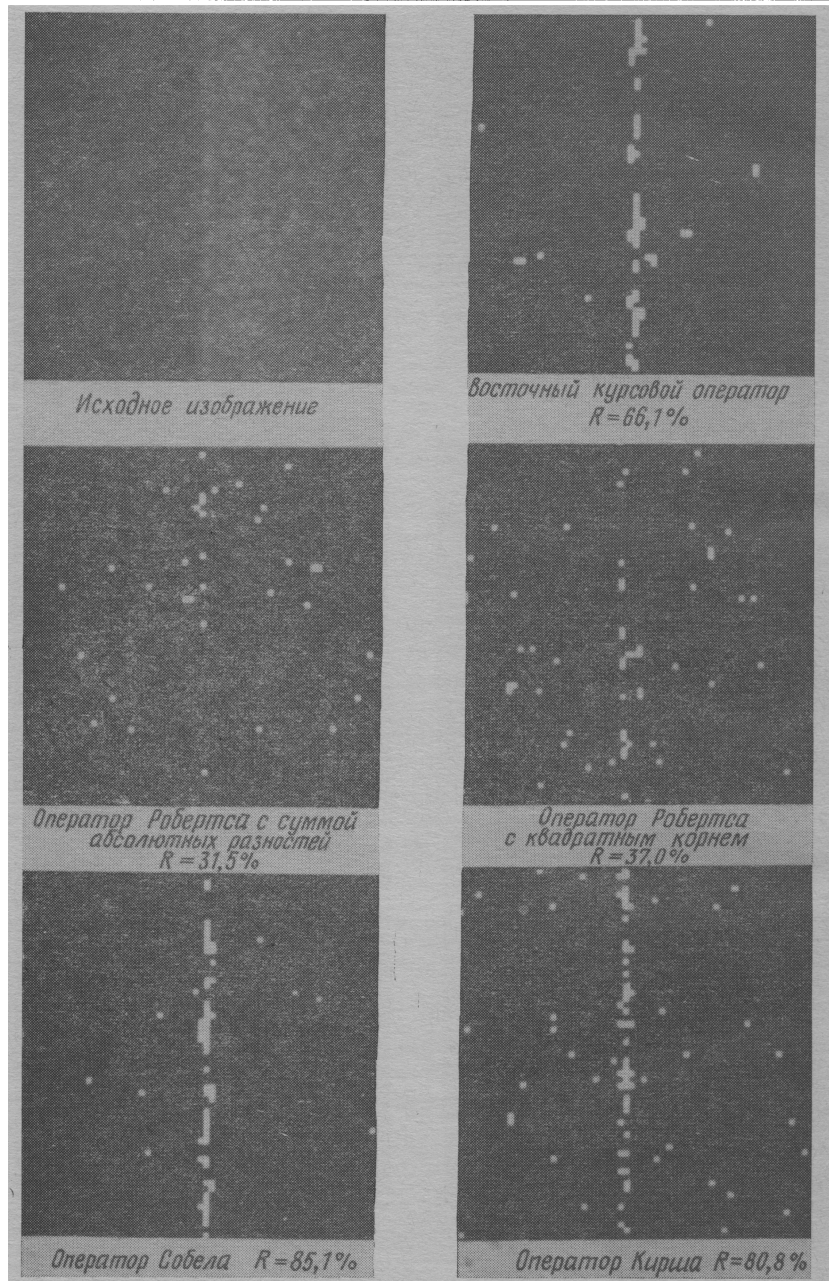 Исходное изображение
Восточный курсовой оператор
R=66,1%
Оператор Робертса с суммой
абсолютных разностей
R=31,5%
Оператор Робертса
с квадратным корнем
R=37,0%
Оператор Собела R=85,1%
Оператор Кирша R=80,8%